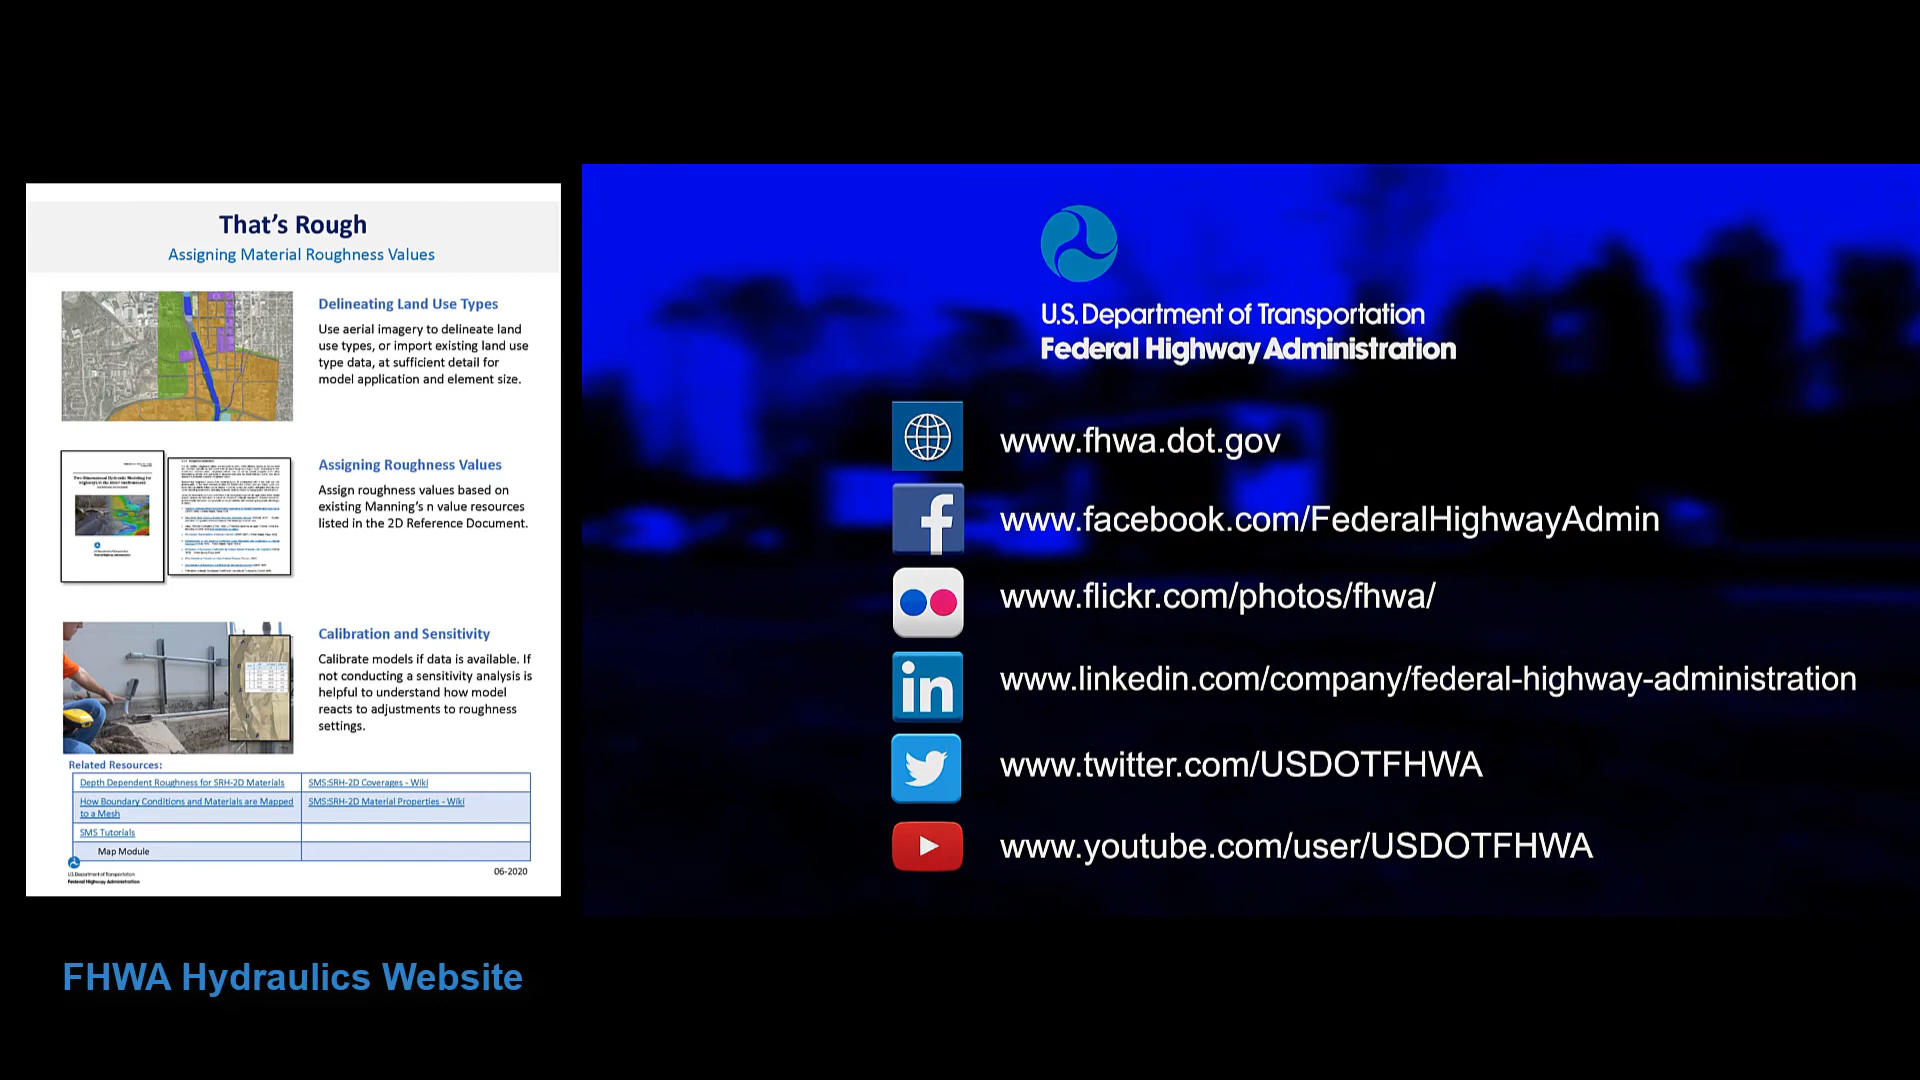 That's Rough
Assigning Material Roughness Values
Delineating Land Use Types
Use aerial imagery to delineate land
use types, or import existing land use
type data, at sufficient detail for
model application and element size.
Assigning Roughness Values
Assign roughness values based on
existing Manning's n value resources
listed in the 2D Reference Document.
Calibration and Sensitivity
Calibrate models if data is available. If
not conducting a sensitivity analysis is
helpful to understand how model
reacts to adjustments to roughness
settings.
Related Resources:
Depth Dependent Roughness for SRH-2D Materials
SMS:SRH-2D Coverages - Wiki
How Boundary Conditions and Materials are Mapped
to a Mesh
SMS:SRH-2D Material Properties - Wiki
SMS Tutorials
Map Module
U.S. Department of Transportation
Federal Highway Administration
06-2020
FHWA Hydraulics Website
U.S. Department of Transportation
Federal Highway Administration
www.fhwa.dot.gov
www.facebook.com/FederalHighwayAdmin
www.flickr.com/photos/fhwa/
www.linkedin.com/company/federal-highway-administration
www.twitter.com/USDOTFHWA
www.youtube.com/user/USDOTFHWA